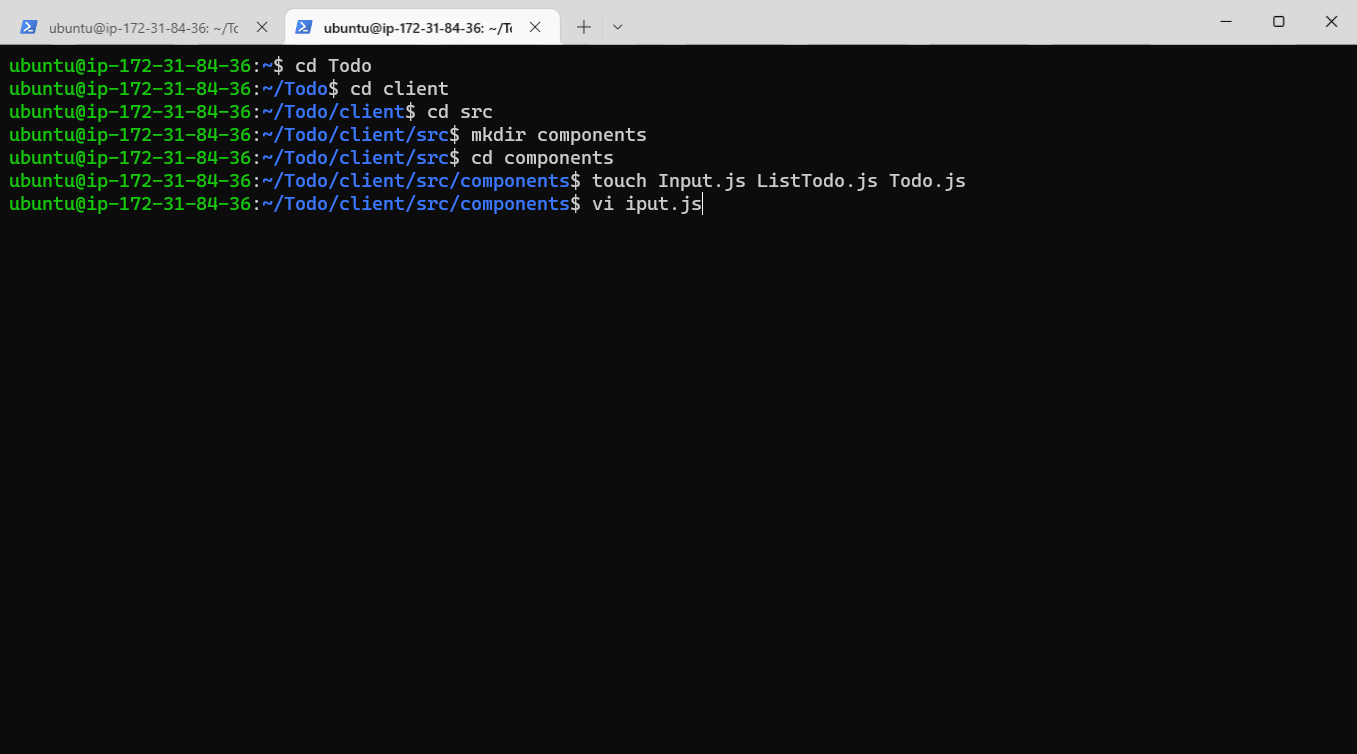 ubuntu@ip-172-31-84-36: ~/To
ubuntu@ip-172-31-84-36: ~/To
ubuntu@ip-172-31-84-36:~$ cd Todo
ubuntu@ip-172-31-84-36:~/Todo$ cd client
ubuntu@ip-172-31-84-36:~/Todo/client$ cd src
ubuntu@ip-172-31-84-36:~/Todo/client/src$ mkdir components
ubuntu@ip-172-31-84-36:~/Todo/client/src$ cd components
ubuntu@ip-172-31-84-36:~/Todo/client/src/components$ touch Input.js ListTodo.js Todo.js
ubuntu@ip-172-31-84-36:~/Todo/client/src/components$ vi iput.js